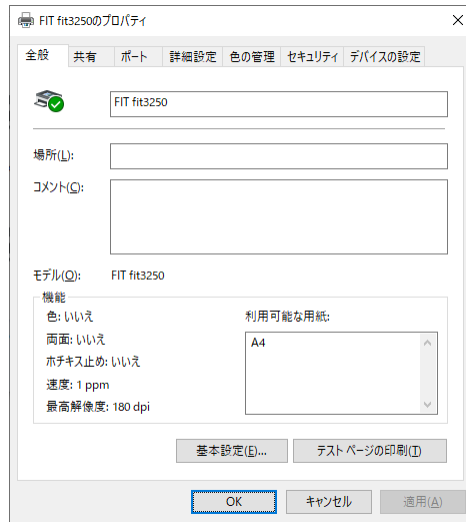 FIT fit3250のプロパティ
全般 共有 ポート 詳細設定 色の管理 セキュリティ デバイスの設定
FIT fit3250
場所(L):
コメント(C):
モデル(O): FIT fit3250
機能
色: いいえ
両面: いいえ
ホチキス止め: いいえ
速度: 1 ppm
最高解像度: 180 dpi
利用可能な用紙:
A4
基本設定(E)... テスト ページの印刷(T)
OK キャンセル 適用(A)